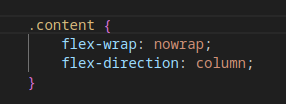 .content {
    flex-wrap: nowrap;
    flex-direction: column;
}